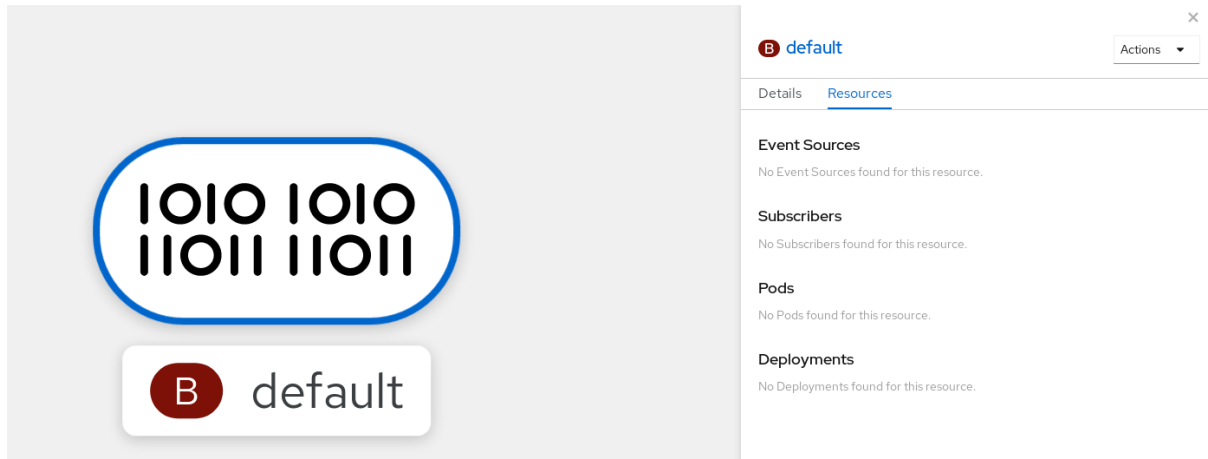 1010 1010
11011 11011
B default
B default
Actions
Details Resources
Event Sources
No Event Sources found for this resource.
Subscribers
No Subscribers found for this resource.
Pods
No Pods found for this resource.
Deployments
No Deployments found for this resource.